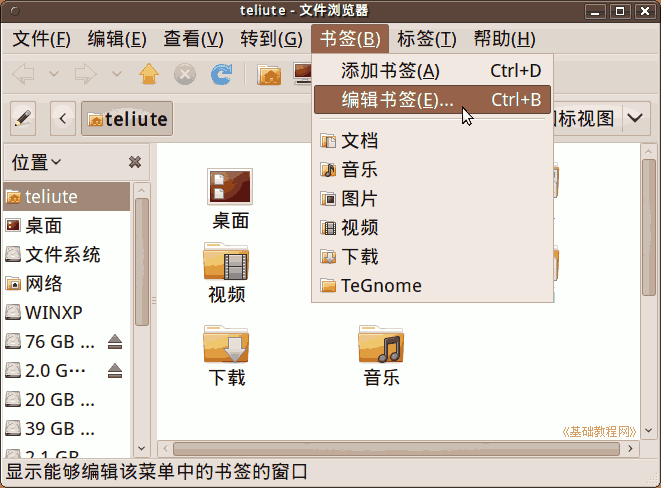 teliute - 文件浏览器
文件(F) 编辑(E) 查看(V) 转到(G) 书签(B) 标签(T) 帮助(H)
添加书签(A) Ctrl+D
编辑书签(E)... Ctrl+B
文档
音乐
图片
视频
下载
TeGnome
teliute
图标视图
位置
teliute
桌面
文件系统
网络
WINXP
76 GB ...
2.0 G⋯
20 GB ...
39 GB ...
2.1 GB
桌面
视频
下载
音乐
《基础教程网》
显示能够编辑该菜单中的书签的窗口